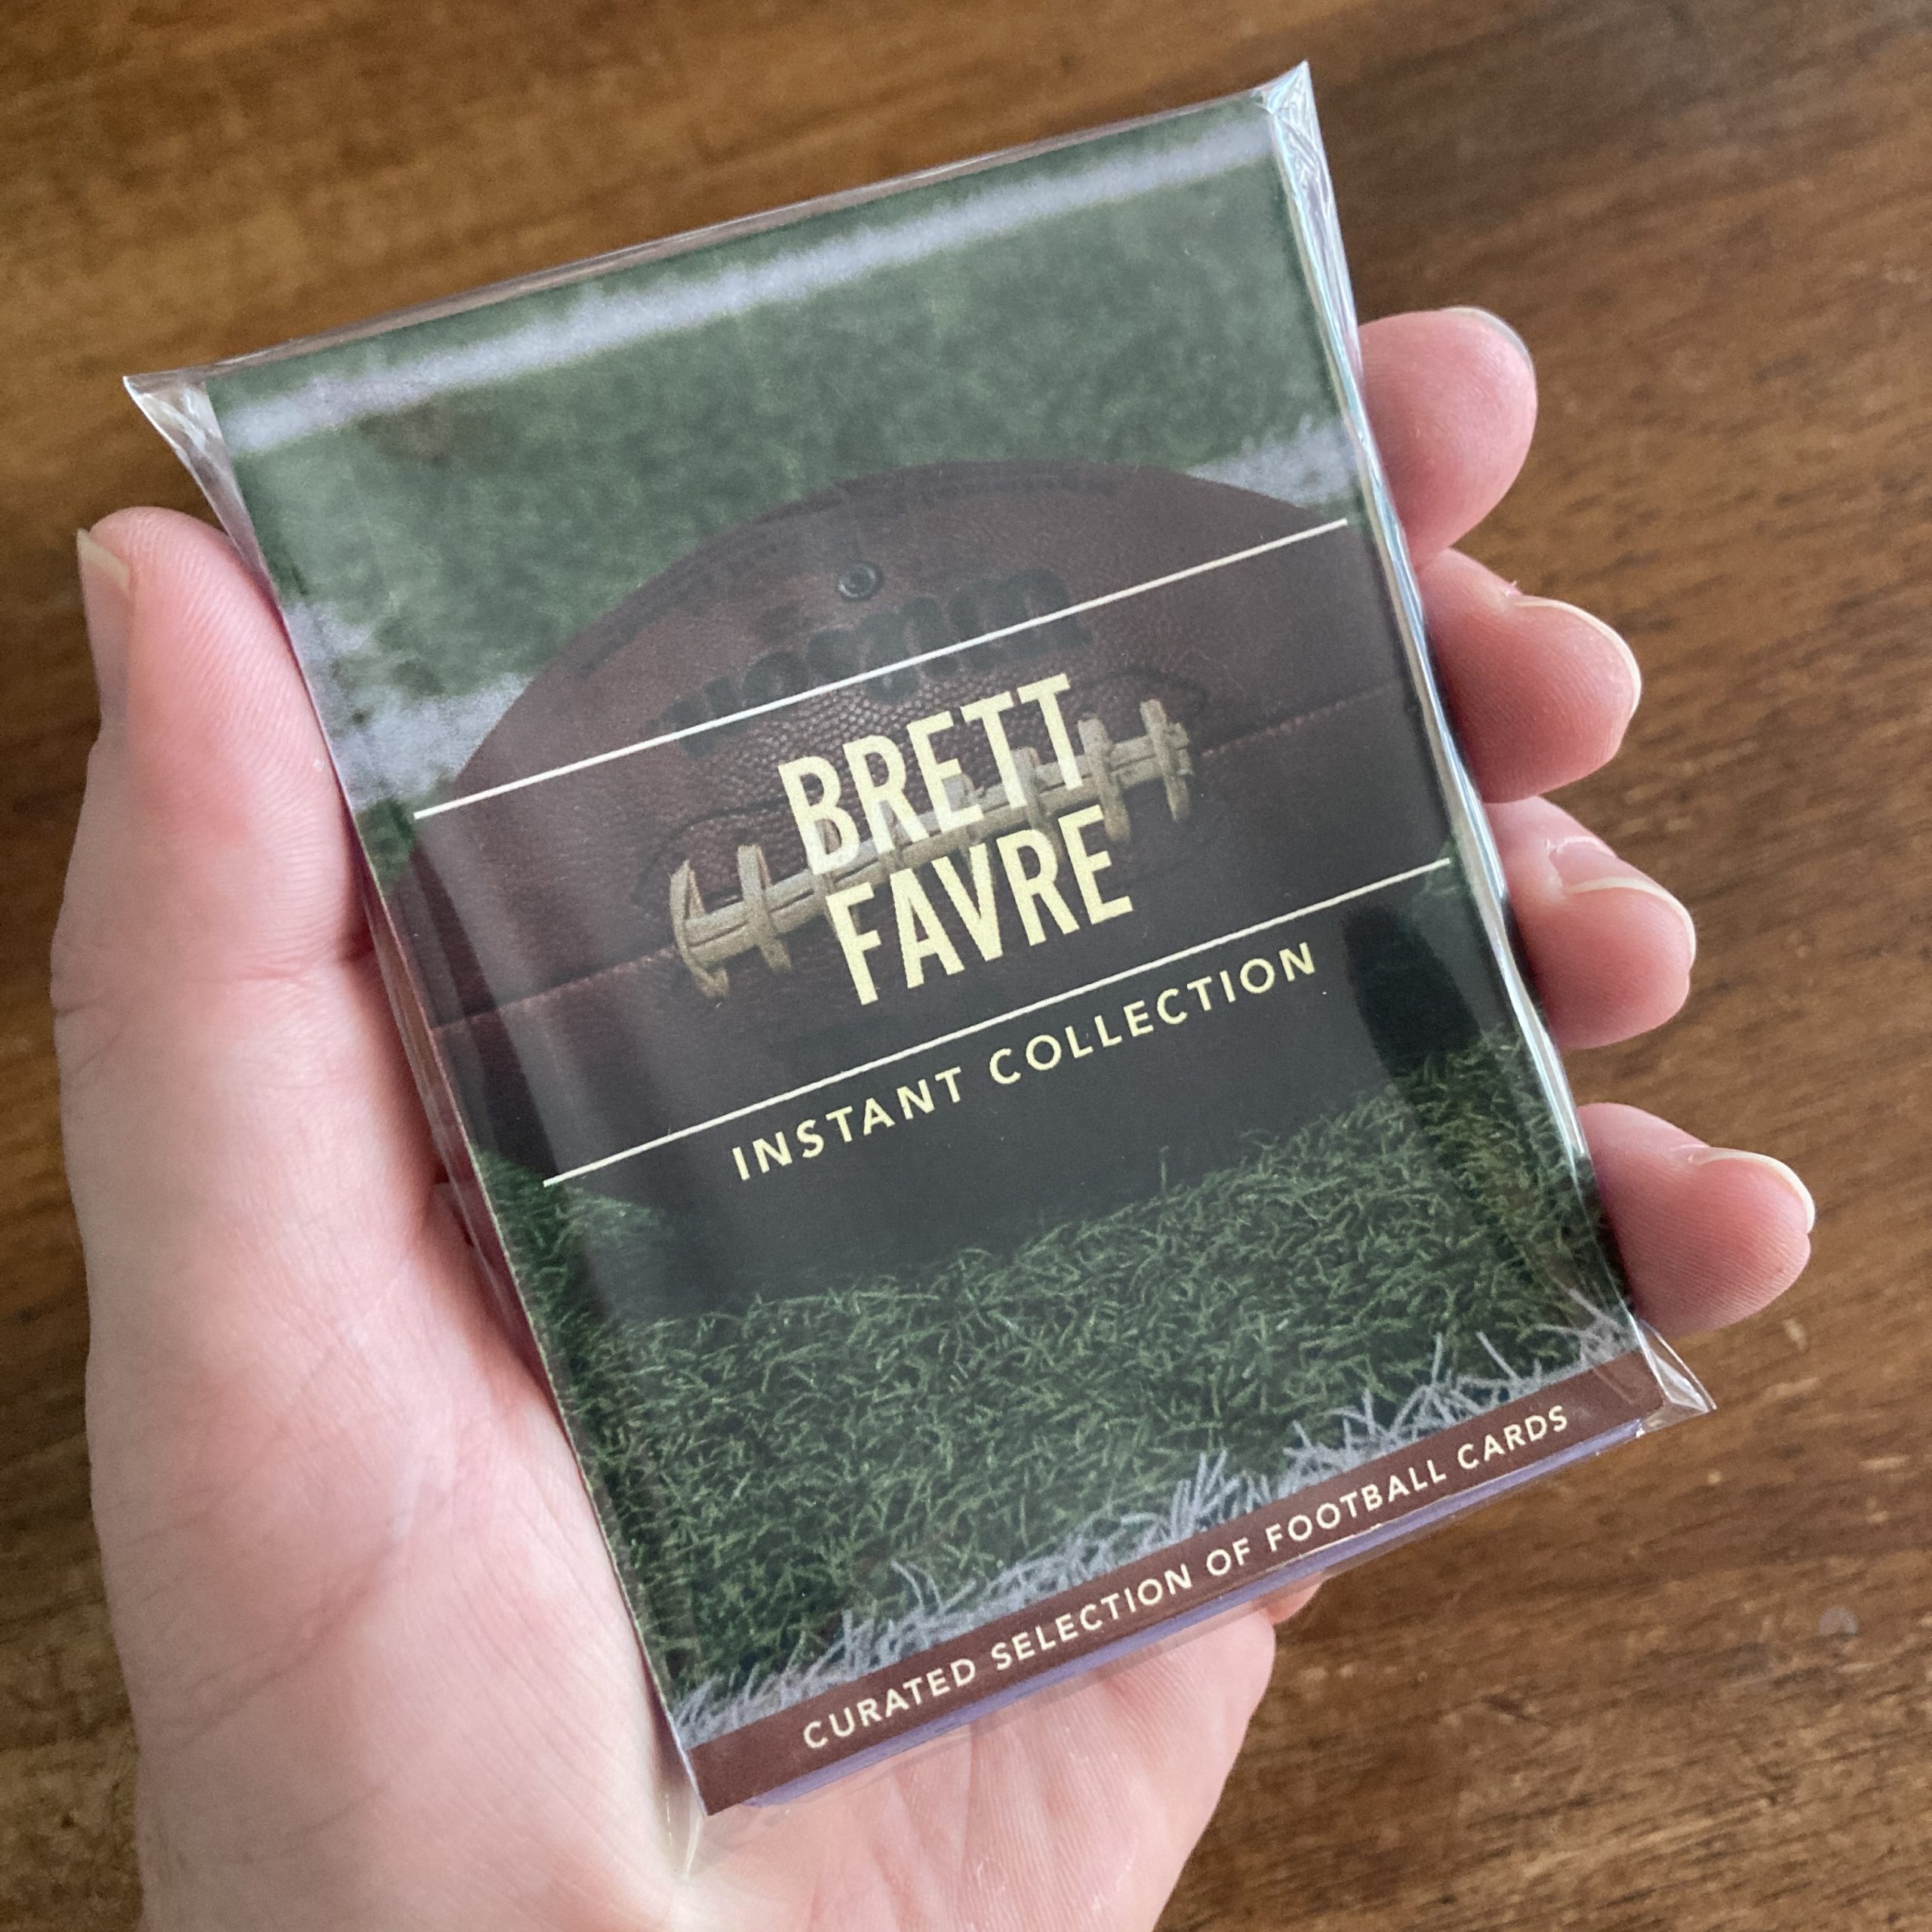 BRETT
FAVRE
INSTANT COLLECTION
CURATED SELECTION OF FOOTBALL CARDS